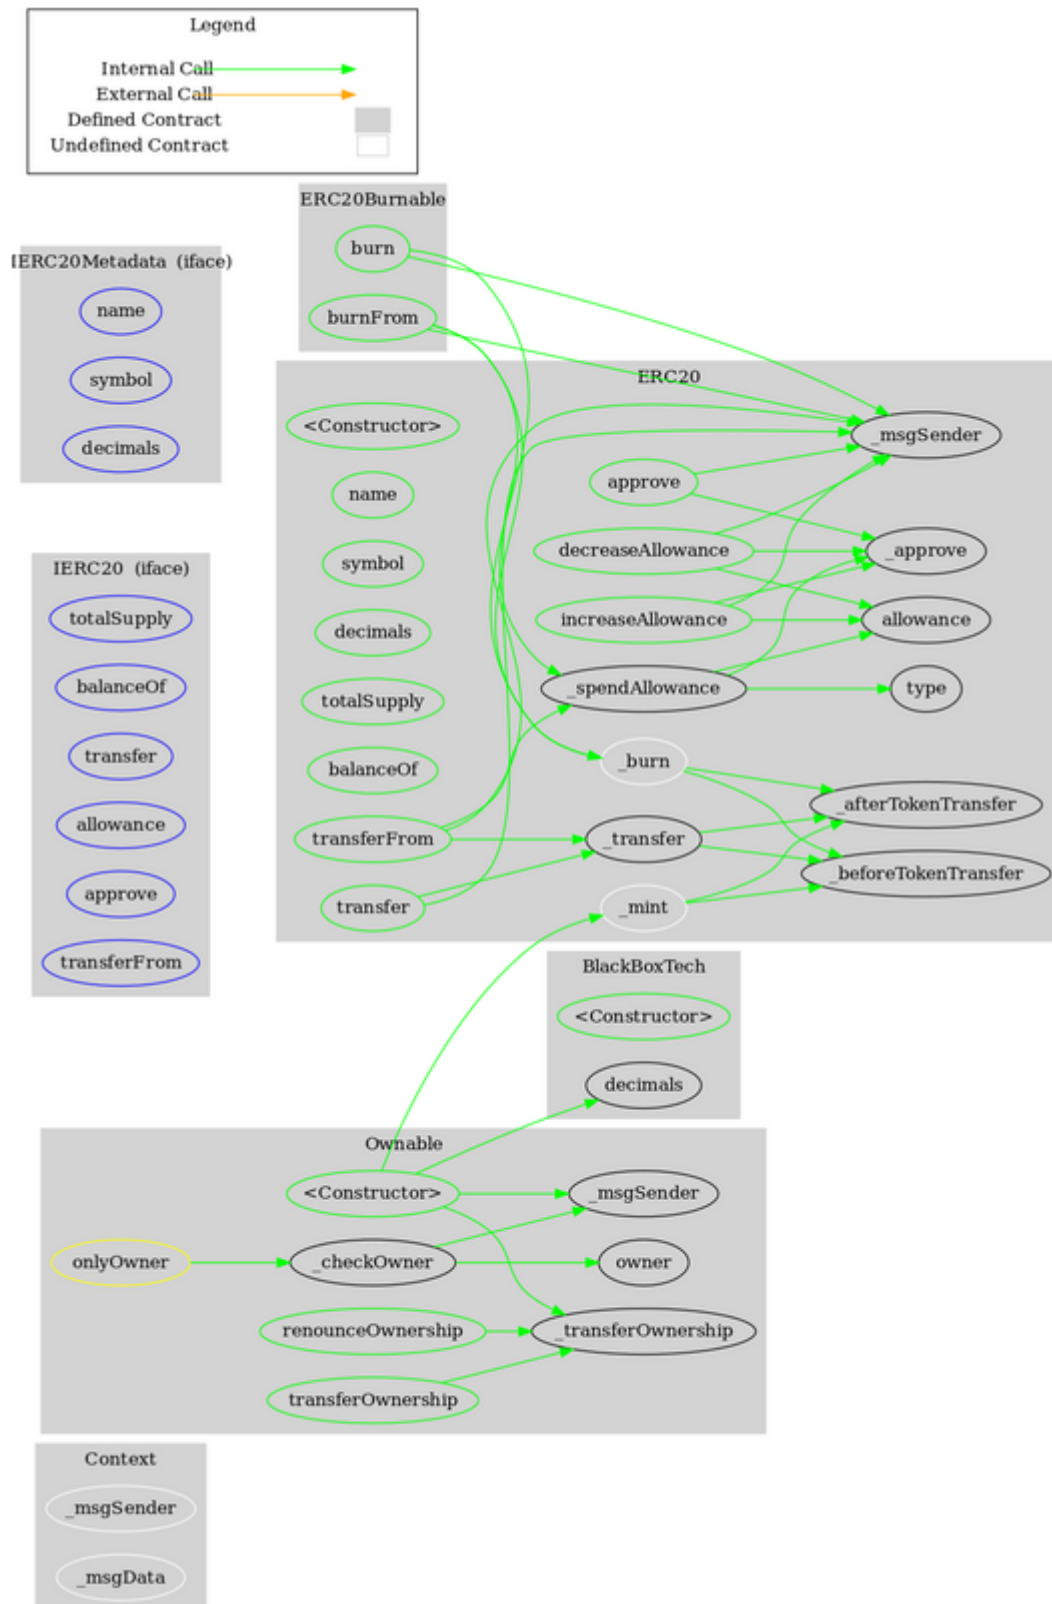 Legend
Internal Call
External Call
Defined Contract
Undefined Contract
ERC20Burnable
burn
burnFrom
IERC20Metadata (iface)
name
symbol
decimals
IERC20 (iface)
totalSupply
balanceOf
transfer
allowance
approve
transferFrom
ERC20
<Constructor>
name
symbol
decimals
totalSupply
balanceOf
transferFrom
transfer
approve
decreaseAllowance
increaseAllowance
_spendAllowance
_burn
_transfer
_mint
_msgSender
_approve
allowance
type
_afterTokenTransfer
_beforeTokenTransfer
BlackBoxTech
<Constructor>
decimals
Ownable
onlyOwner
<Constructor>
_checkOwner
renounceOwnership
transferOwnership
_msgSender
owner
_transferOwnership
Context
_msgSender
_msgData